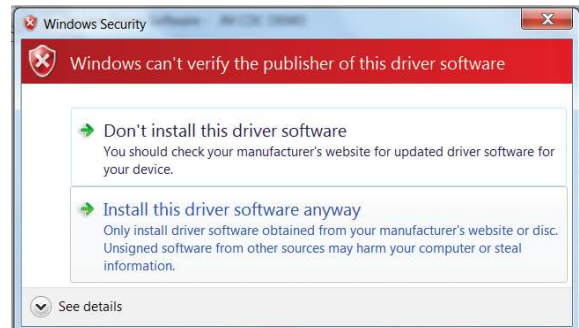 Windows Security
Windows can't verify the publisher of this driver software
Don't install this driver software
You should check your manufacturer's website for updated driver software for
your device.
Install this driver software anyway
Only install driver software obtained from your manufacturer's website or disc.
Unsigned software from other sources may harm your computer or steal
information.
See details